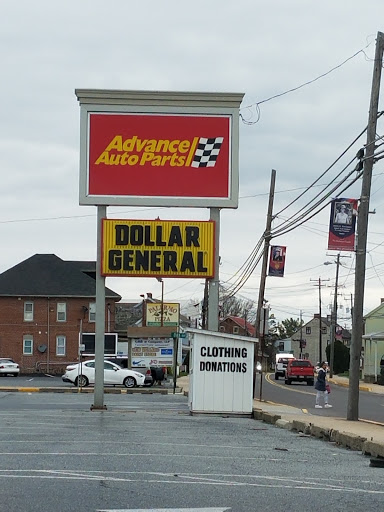 Advance
Auto Parts
DOLLAR
GENERAL
CLOTHING
DONATIONS